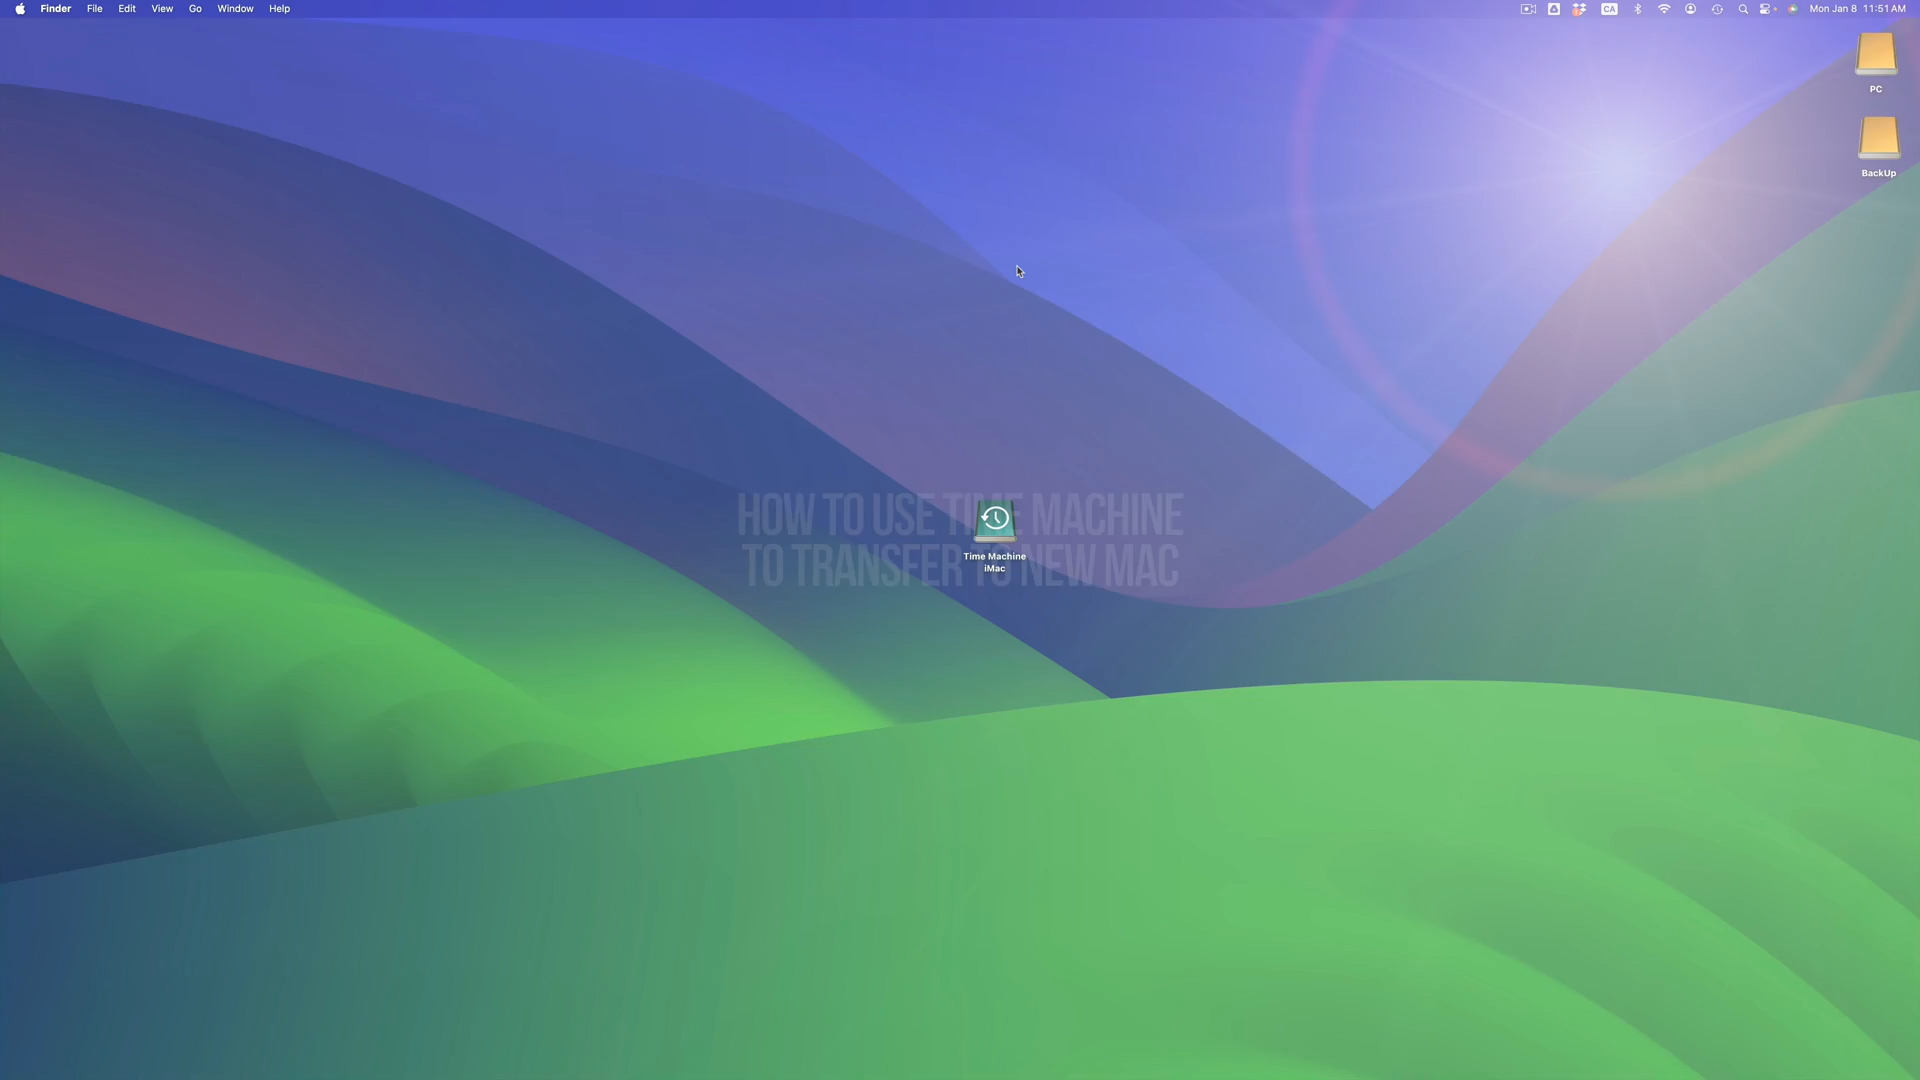 Finder File Edit View Go Window Help CA Mon Jan 8 11:51 AM
PC
BackUp
HOW TO USE TIME MACHINE
TO TRANSFER TO NEW MAC
Time Machine
iMac